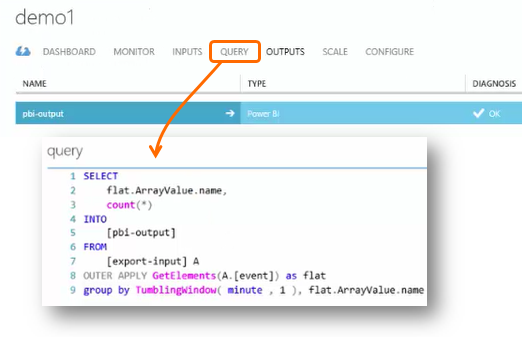 demo1
DASHBOARD MONITOR INPUTS QUERY OUTPUTS SCALE CONFIGURE
NAME TYPE DIAGNOSIS
pbi-output → Power BI ✓ OK
query
1 SELECT
2 flat.ArrayValue.name,
3 count(*)
4 INTO
5 [pbi-output]
6 FROM
7 [export-input] A
8 OUTER APPLY GetElements(A.[event]) as flat
9 group by TumblingWindow( minute , 1 ), flat.ArrayValue.name